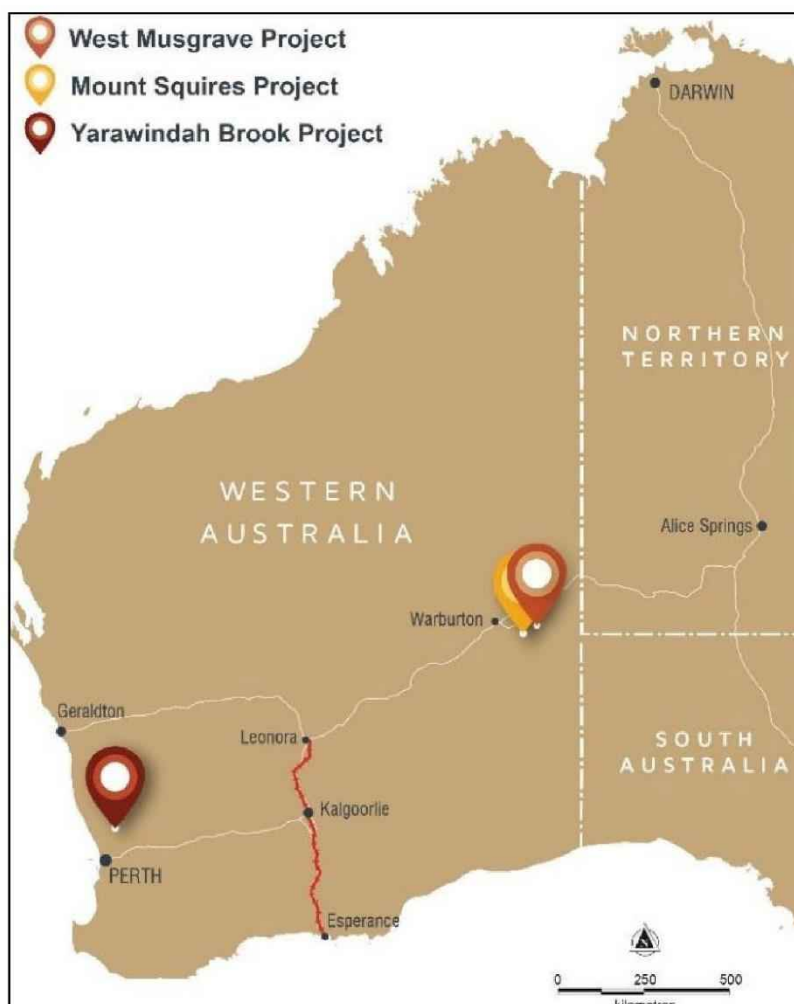 West Musgrave Project
Mount Squires Project
Yarawindah Brook Project
DARWIN
NORTHERN
TERRITORY
WESTERN
AUSTRALIA
Alice Springs
Warburton
Geraldton
Leonora
SOUTH
AUSTRALIA
Kalgoorlie
PERTH
Esperance
0 250 500
kilometres